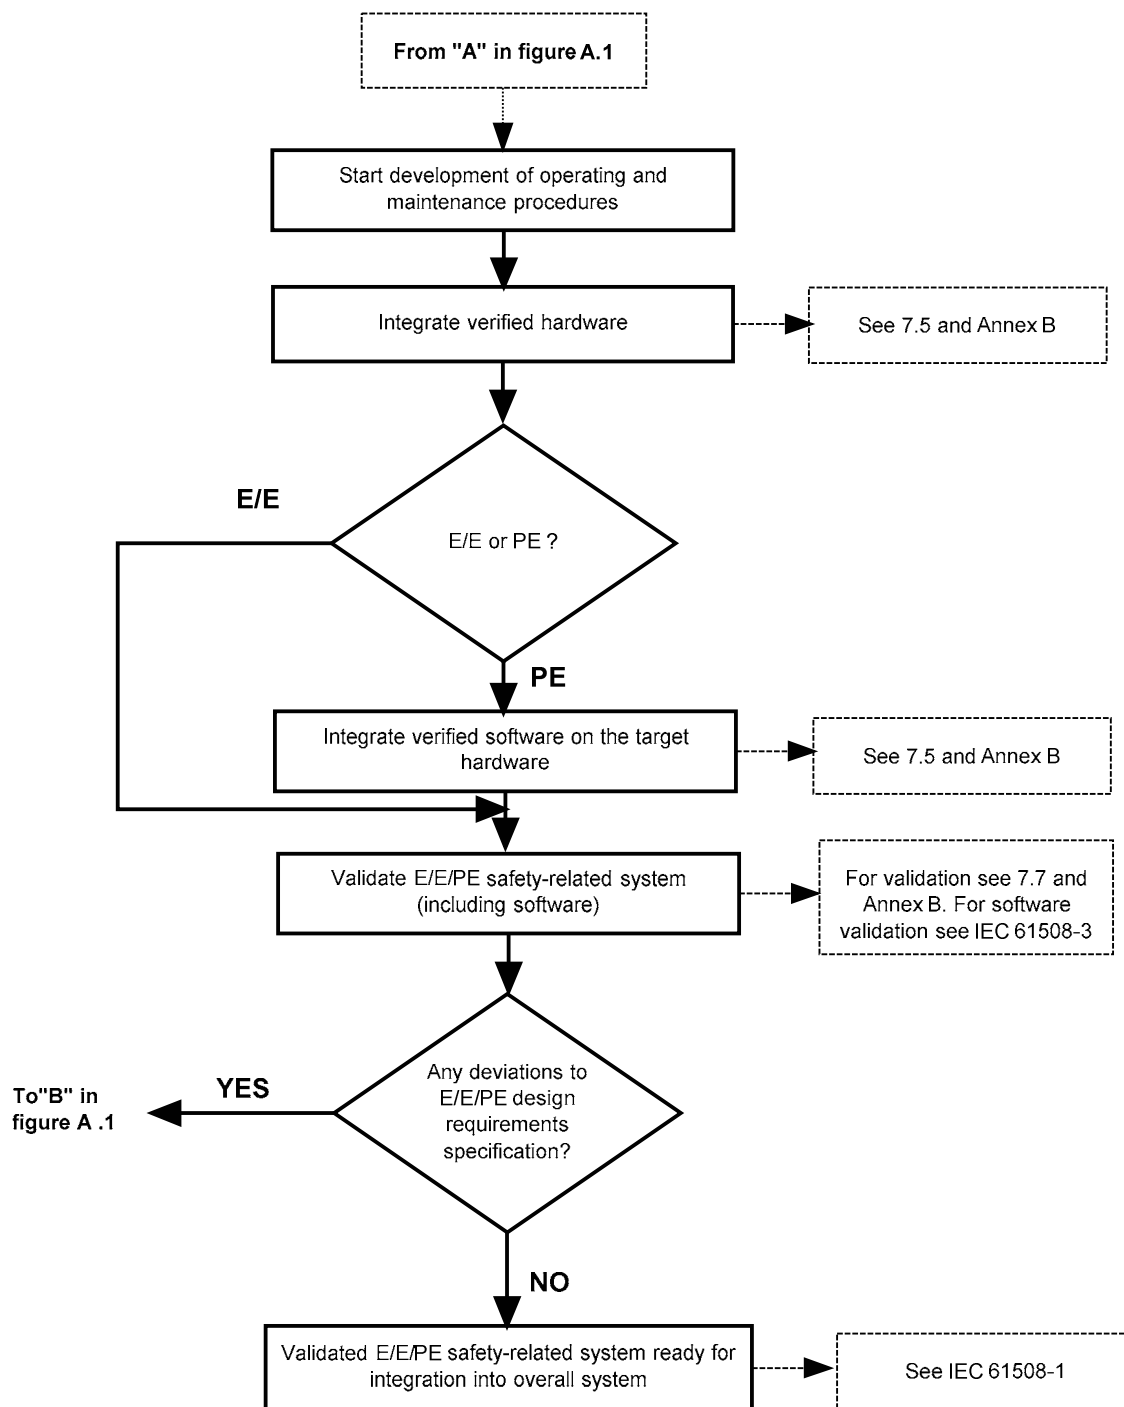 From "A" in figure A.1
Start development of operating and
maintenance procedures
Integrate verified hardware
See 7.5 and Annex B
E/E
E/E or PE ?
PE
Integrate verified software on the target
hardware
See 7.5 and Annex B
Validate E/E/PE safety-related system
(including software)
For validation see 7.7 and
Annex B. For software
validation see IEC 61508-3
Any deviations to
E/E/PE design
requirements
specification?
YES
To"B" in
figure A .1
NO
Validated E/E/PE safety-related system ready for
integration into overall system
See IEC 61508-1